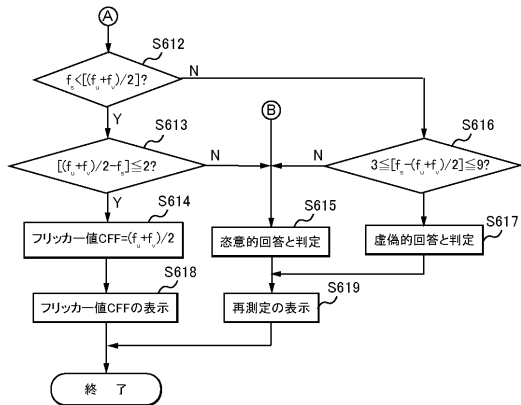 A
S612
fs<[(fu+fv)/2]?
N
Y
B
S613
[(fu+fv)/2-fs]≦2?
N
Y
S616
3≦[fs-(fu+fv)/2]≦9?
N
Y
S614
フリッカー値CFF=(fu+fv)/2
S615
恣意的回答と判定
S617
虚偽的回答と判定
S618
フリッカー値CFFの表示
S619
再測定の表示
終 了